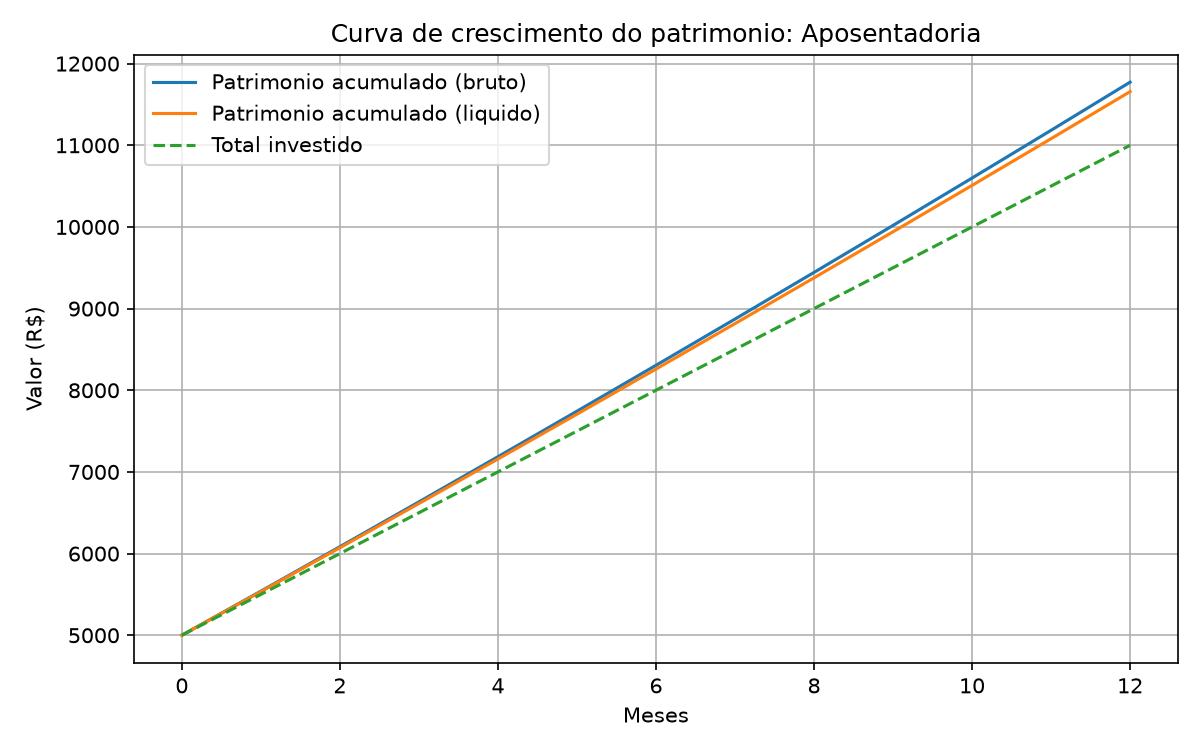 Curva de crescimento do patrimonio: Aposentadoria
Patrimonio acumulado (bruto)
Patrimonio acumulado (liquido)
Total investido
Valor (R$)
12000
11000
10000
9000
8000
7000
6000
5000
0 2 4 6 8 10 12
Meses